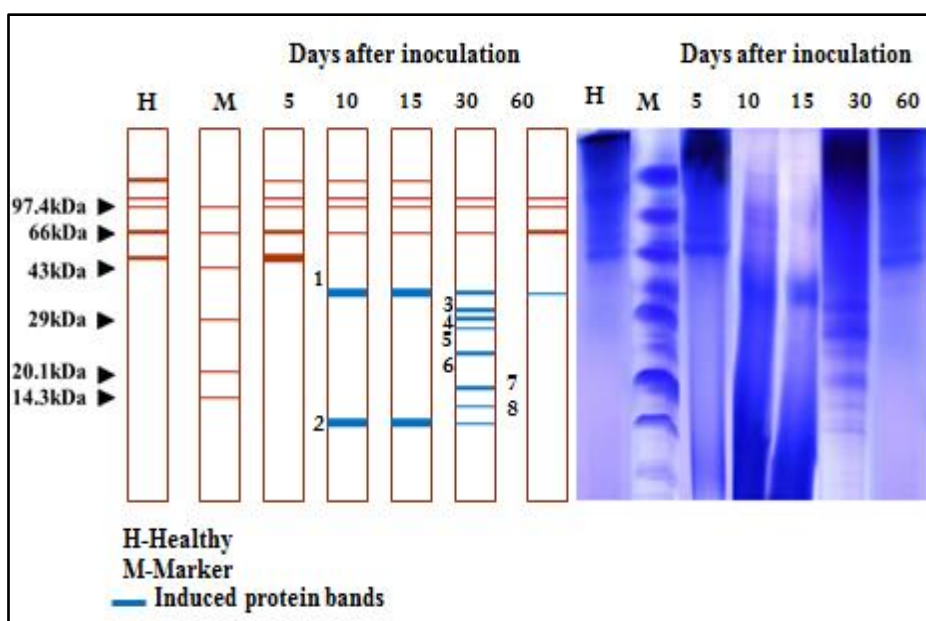 Days after inoculation Days after inoculation
H M 5 10 15 30 60 H M 5 10 15 30 60
97.4kDa
66kDa
43kDa
1
3
29kDa
4
5
6
20.1kDa
7
14.3kDa
8
2
H-Healthy
M-Marker
Induced protein bands